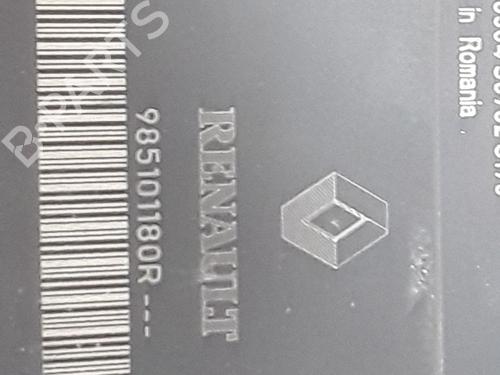 in Romania
RENAULT
985101180R---
B-PARTS